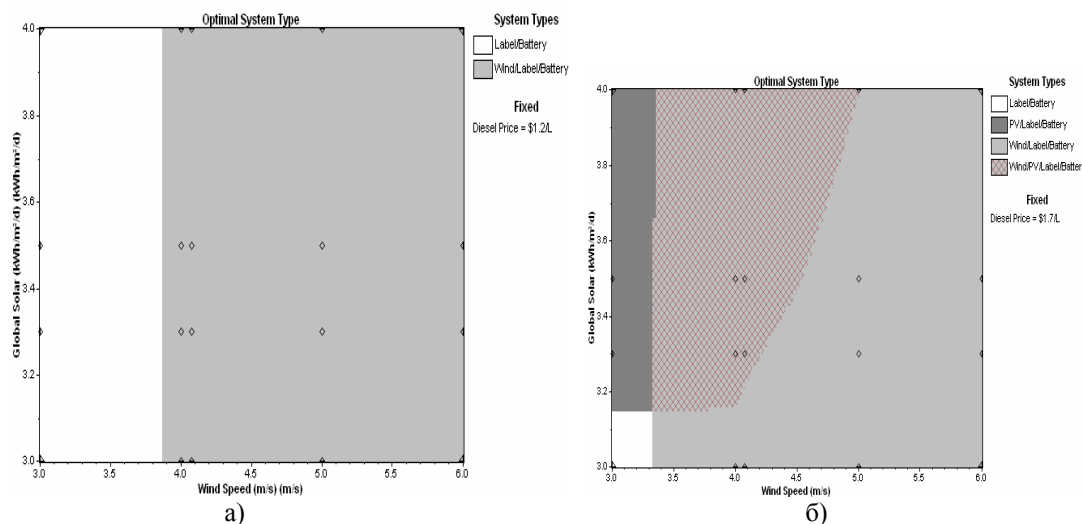 Optimal System Type
System Types
Label/Battery
Wind/Label/Battery
Fixed
Diesel Price = $1.2/L
4.0
3.8
3.6
3.4
3.2
3.0
Global Solar (kWh/m²/d) (kWh/m²/d)
3.0 4.0 4.5 5.0 5.5 6.0
Wind Speed (m/s) (m/s)
а)
Optimal System Type
System Types
Label/Battery
PV/Label/Battery
Wind/Label/Battery
Wind/PV/Label/Batter
Fixed
Diesel Price = $1.7/L
4.0
3.8
3.6
3.4
3.2
3.0
Global Solar (kWh/m²/d) (kWh/m²/d)
3.0 3.5 4.0 4.5 5.0 5.5 6.0
Wind Speed (m/s)
б)